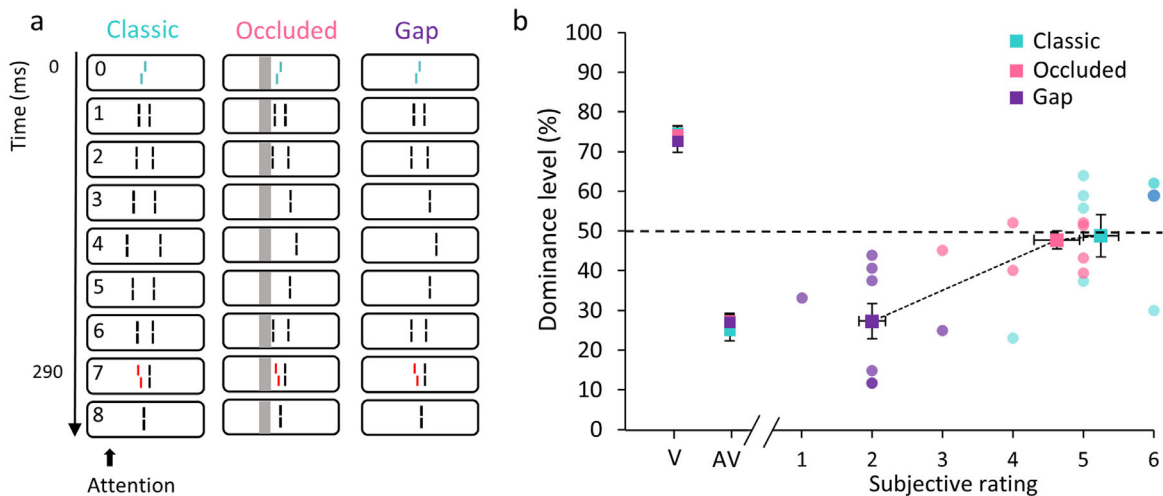 a
Classic Occluded Gap
Time (ms)
0
0
1
2
3
4
5
6
290
7
8
Attention
b
Dominance level (%)
100
90
80
70
60
50
40
30
20
10
0
Classic
Occluded
Gap
V AV 1 2 3 4 5 6
Subjective rating